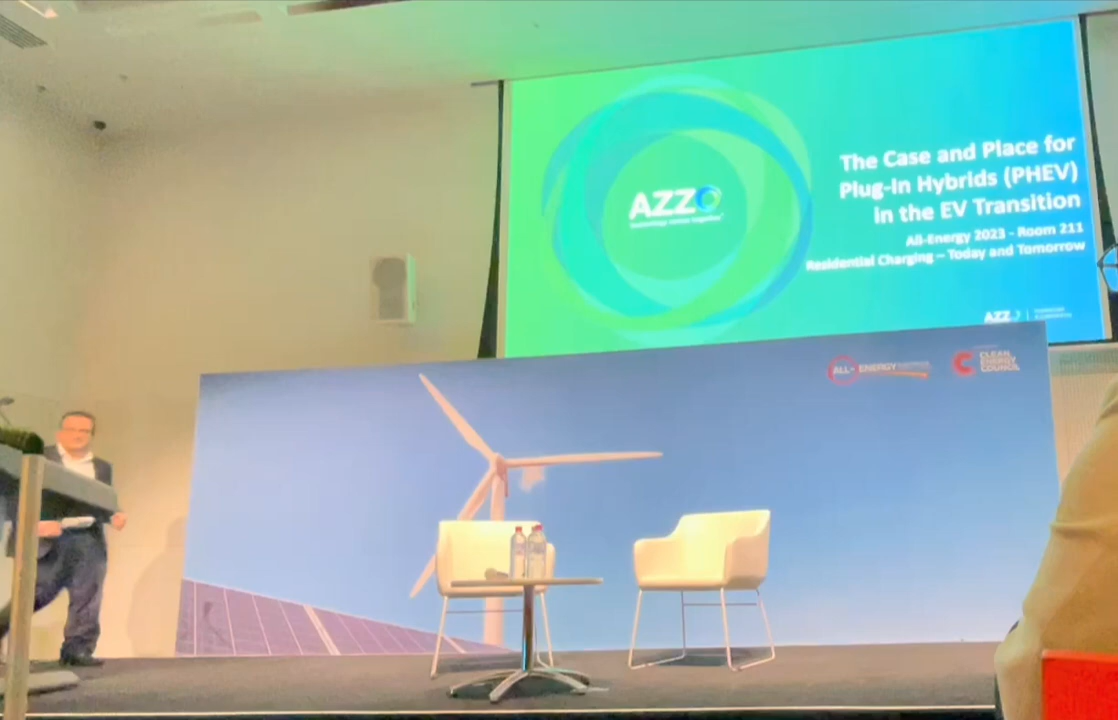 AZZO
The Case and Place for
Plug-In Hybrids (PHEV)
in the EV Transition
All-Energy 2023 - Room 211
Residential Charging – Today and Tomorrow
AZZO
ALL-ENERGY
CLEAN
ENERGY
COUNCIL